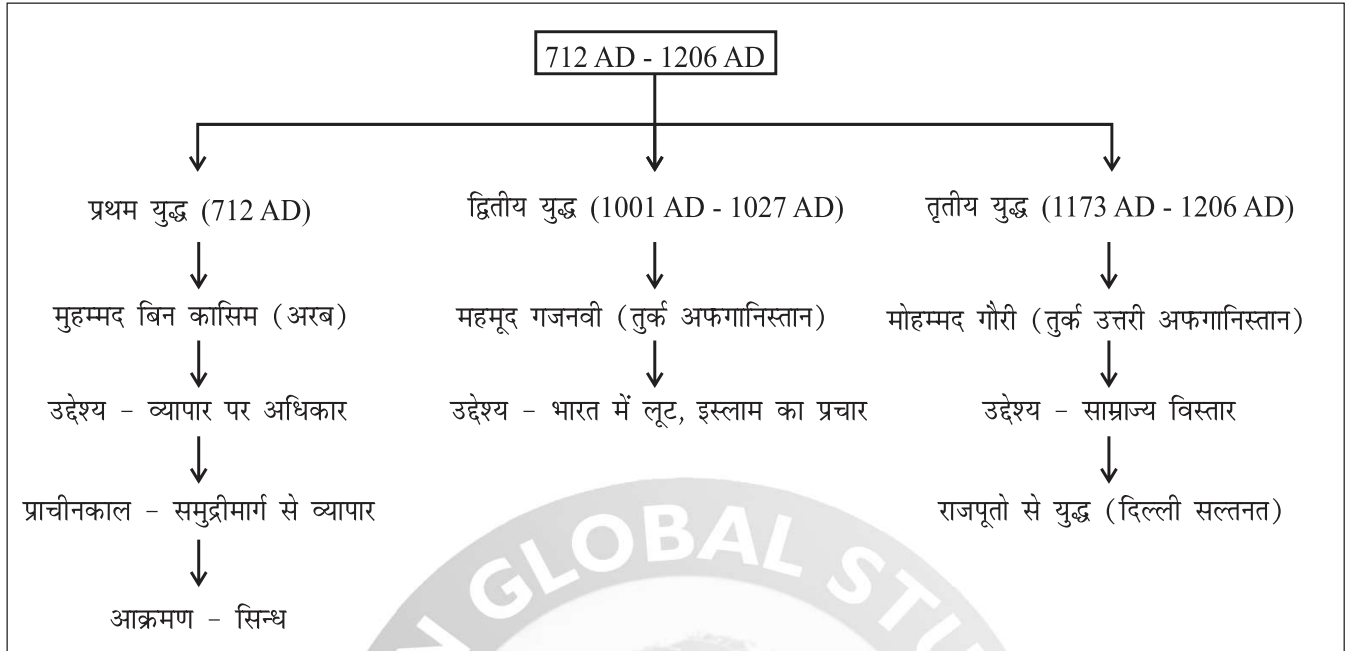 712 AD - 1206 AD
प्रथम युद्ध (712 AD)
मुहम्मद बिन कासिम (अरब)
उद्देश्य - व्यापार पर अधिकार
प्राचीनकाल - समुद्रीमार्ग से व्यापार
आक्रमण - सिन्ध
द्वितीय युद्ध (1001 AD - 1027 AD)
महमूद गजनवी (तुर्क अफगानिस्तान)
उद्देश्य - भारत में लूट, इस्लाम का प्रचार
तृतीय युद्ध (1173 AD - 1206 AD)
मोहम्मद गौरी (तुर्क उत्तरी अफगानिस्तान)
उद्देश्य - साम्राज्य विस्तार
राजपूतो से युद्ध (दिल्ली सल्तनत)
GLOBAL